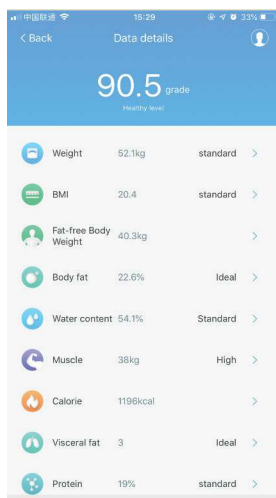 中国联通 15:29 33%
< Back Data details
90.5 grade
Healthy level
Weight 52.1kg standard >
BMI 20.4 standard >
Fat-free Body
Weight 40.3kg >
Body fat 22.6% Ideal >
Water content 54.1% Standard >
Muscle 38kg High >
Calorie 1196kcal >
Visceral fat 3 Ideal >
Protein 19% standard >